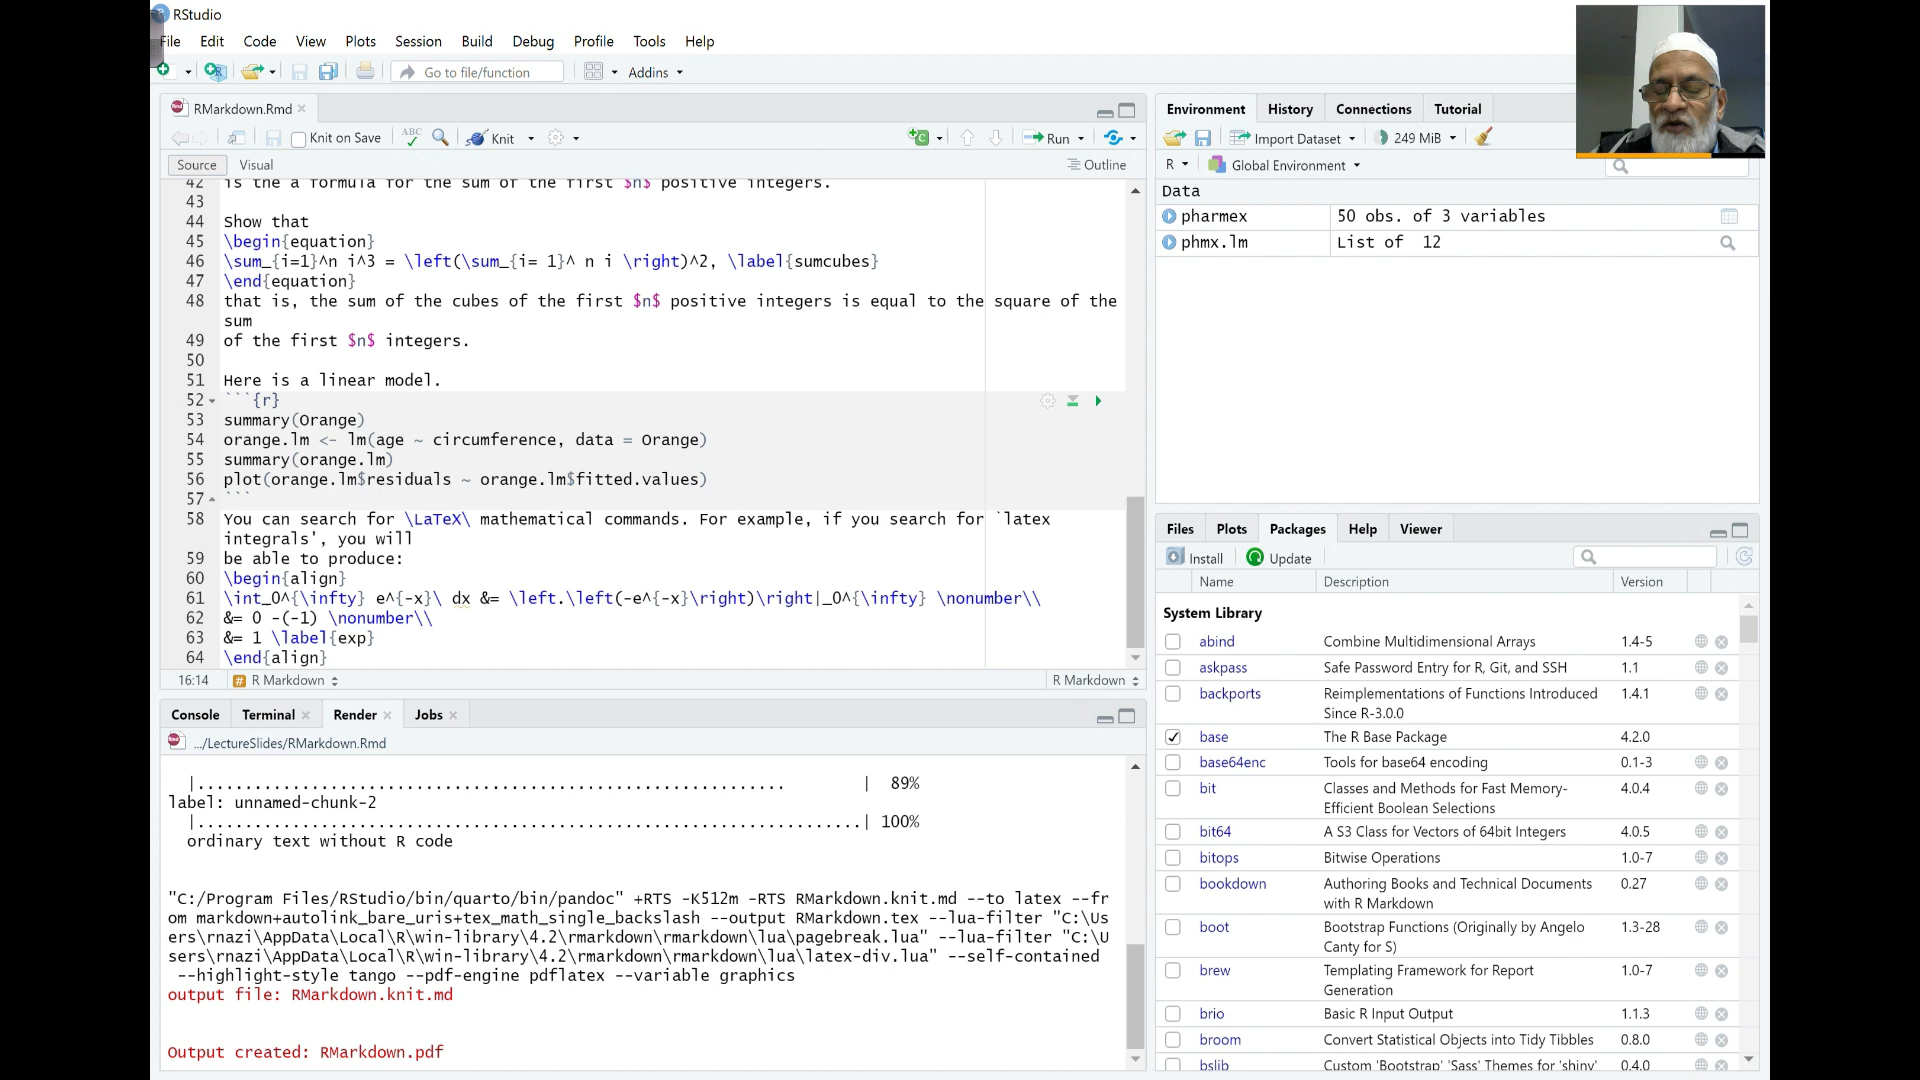 RStudio
File Edit Code View Plots Session Build Debug Profile Tools Help
Go to file/function
Addins
RMarkdown.Rmd
Knit on Save
ABC
Knit
Run
Source Visual
Outline
42 is the a formula for the sum of the first $n$ positive integers.
43
44 Show that
45 \begin{equation}
46 \sum_{i=1}^n i^3 = \left(\sum_{i= 1}^ n i \right)^2, \label{sumcubes}
47 \end{equation}
48 that is, the sum of the cubes of the first $n$ positive integers is equal to the square of the
sum
49 of the first $n$ integers.
50
51 Here is a linear model.
52 ```{r}
53 summary(Orange)
54 orange.lm <- lm(age ~ circumference, data = Orange)
55 summary(orange.lm)
56 plot(orange.lm$residuals ~ orange.lm$fitted.values)
57 ```
58 You can search for \LaTeX\ mathematical commands. For example, if you search for `latex
integrals', you will
59 be able to produce:
60 \begin{align}
61 \int_0^{\infty} e^{-x}\ dx &= \left.\left(-e^{-x}\right)\right|_0^{\infty} \nonumber\\
62 &= 0 -(-1) \nonumber\\
63 &= 1 \label{exp}
64 \end{align}
16:14 # R Markdown
R Markdown
Console Terminal Render Jobs
.../LectureSlides/RMarkdown.Rmd
|.............................................................. | 89%
label: unnamed-chunk-2
|......................................................................| 100%
ordinary text without R code
"C:/Program Files/RStudio/bin/quarto/bin/pandoc" +RTS -K512m -RTS RMarkdown.knit.md --to latex --fr
om markdown+autolink_bare_uris+tex_math_single_backslash --output RMarkdown.tex --lua-filter "C:\Us
ers\rnazi\AppData\Local\R\win-library\4.2\rmarkdown\rmarkdown\lua\pagebreak.lua" --lua-filter "C:\U
sers\rnazi\AppData\Local\R\win-library\4.2\rmarkdown\rmarkdown\lua\latex-div.lua" --self-contained
--highlight-style tango --pdf-engine pdflatex --variable graphics
output file: RMarkdown.knit.md
Output created: RMarkdown.pdf
Environment History Connections Tutorial
Import Dataset
249 MiB
R
Global Environment
Data
pharmex 50 obs. of 3 variables
phmx.lm List of 12
Files Plots Packages Help Viewer
Install Update
Name Description Version
System Library
abind Combine Multidimensional Arrays 1.4-5
askpass Safe Password Entry for R, Git, and SSH 1.1
backports Reimplementations of Functions Introduced 1.4.1
Since R-3.0.0
base The R Base Package 4.2.0
base64enc Tools for base64 encoding 0.1-3
bit Classes and Methods for Fast Memory- 4.0.4
Efficient Boolean Selections
bit64 A S3 Class for Vectors of 64bit Integers 4.0.5
bitops Bitwise Operations 1.0-7
bookdown Authoring Books and Technical Documents 0.27
with R Markdown
boot Bootstrap Functions (Originally by Angelo 1.3-28
Canty for S)
brew Templating Framework for Report 1.0-7
Generation
brio Basic R Input Output 1.1.3
broom Convert Statistical Objects into Tidy Tibbles 0.8.0
bslib Custom 'Bootstrap' 'Sass' Themes for 'shiny' 0.4.0